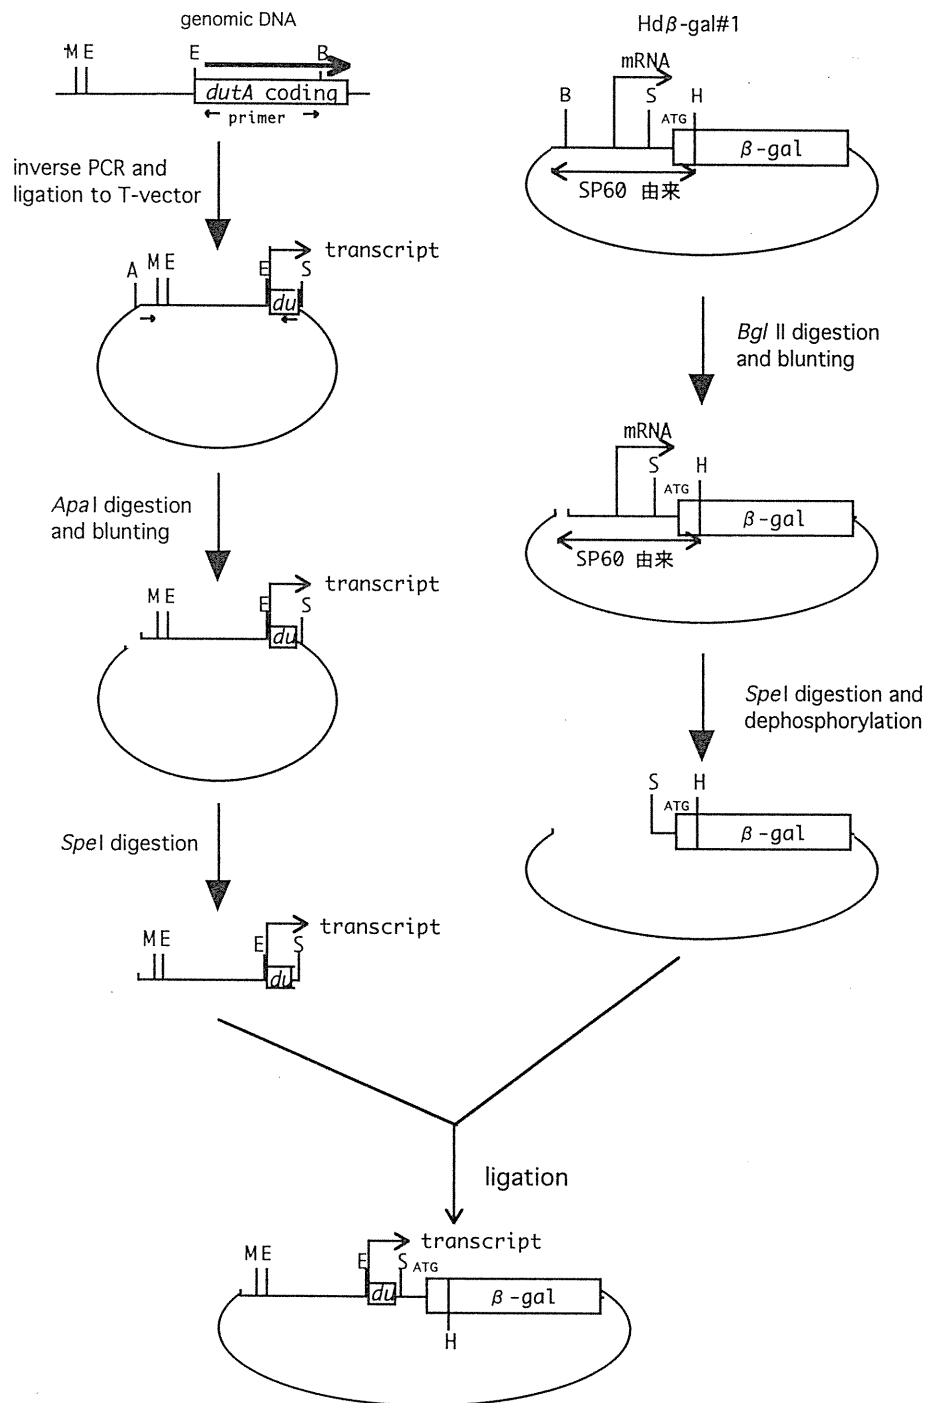 genomic DNA
M E
E
B
dutA coding
primer
inverse PCR and
ligation to T-vector
A
M E
E
S
transcript
du
ApaI digestion
and blunting
M E
E
S
transcript
du
SpeI digestion
M E
E
S
transcript
du
Hdβ-gal#1
mRNA
B
S
ATG
H
β-gal
SP60 由来
Bgl II digestion
and blunting
mRNA
S
ATG
H
β-gal
SP60 由来
SpeI digestion and
dephosphorylation
S
ATG
H
β-gal
ligation
M E
E
S
ATG
transcript
du
β-gal
H